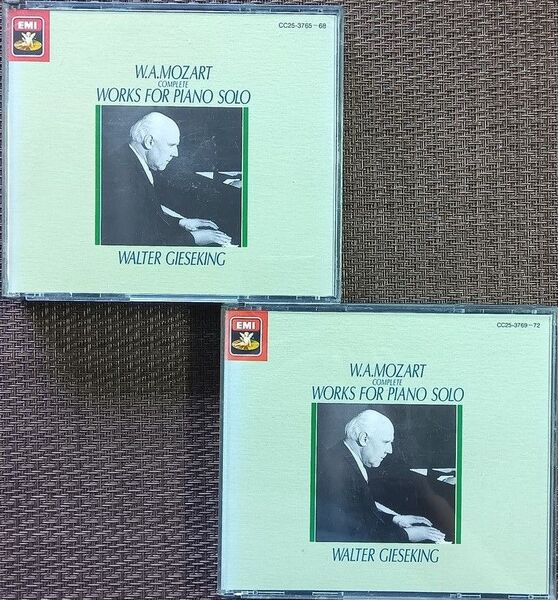 EMI
CC25-3765-68
W.A.MOZART
COMPLETE
WORKS FOR PIANO SOLO
WALTER GIESEKING
EMI
CC25-3769-72
W.A.MOZART
COMPLETE
WORKS FOR PIANO SOLO
WALTER GIESEKING